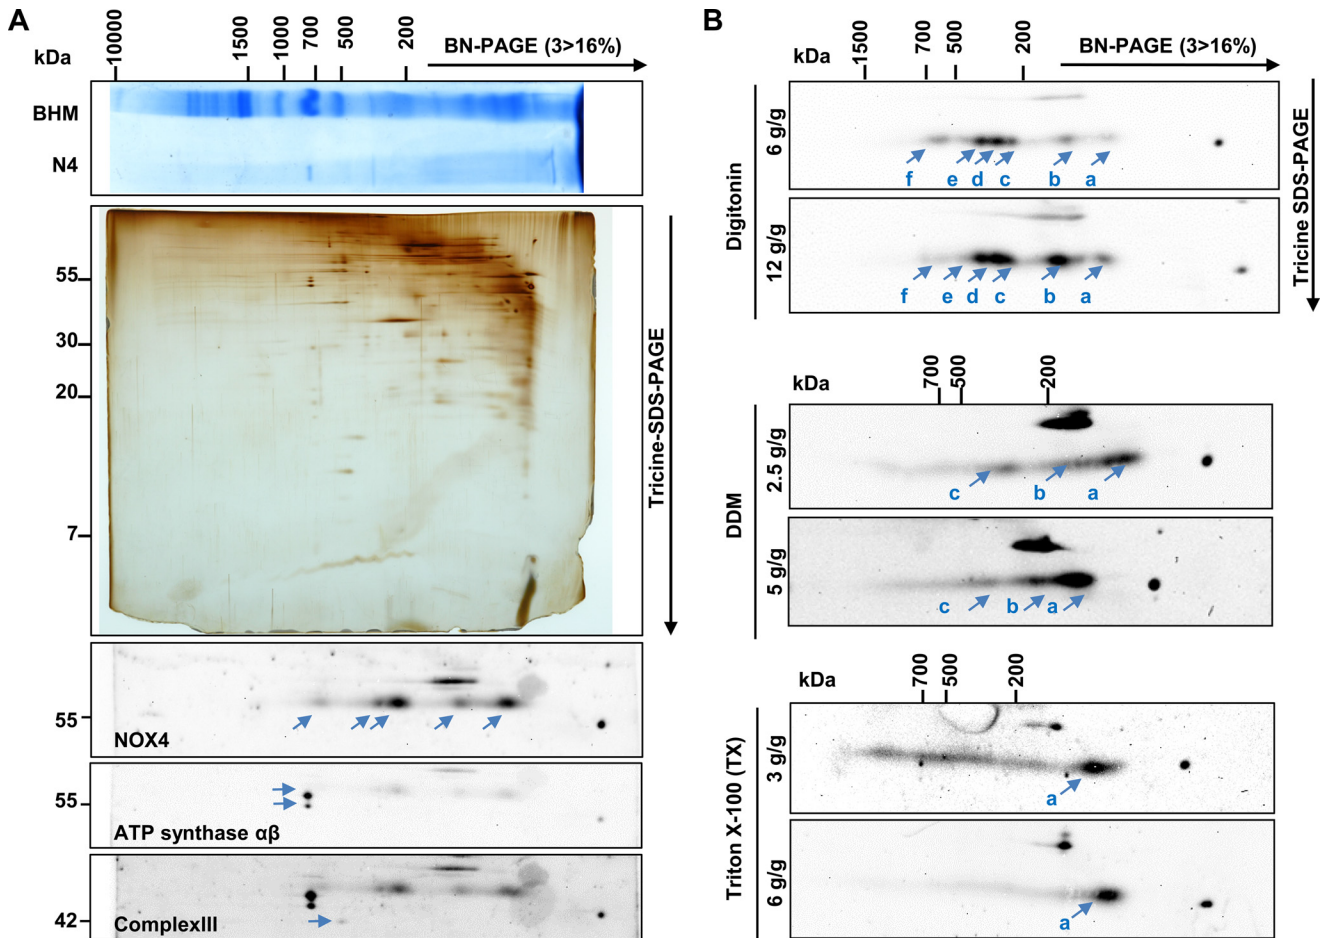 A
kDa
10000
1500
1000
700
500
200
BN-PAGE (3>16%)
BHM
N4
55
30
20
7
Tricine-SDS-PAGE
55
NOX4
55
ATP synthase αβ
42
ComplexIII
B
1500
700
500
200
BN-PAGE (3>16%)
Tricine SDS-PAGE
Digitonin
6 g/g
f e d c b a
12 g/g
f e d c b a
kDa
700
500
200
DDM
2.5 g/g
c b a
5 g/g
c b a
kDa
700
500
200
Triton X-100 (TX)
3 g/g
a
6 g/g
a